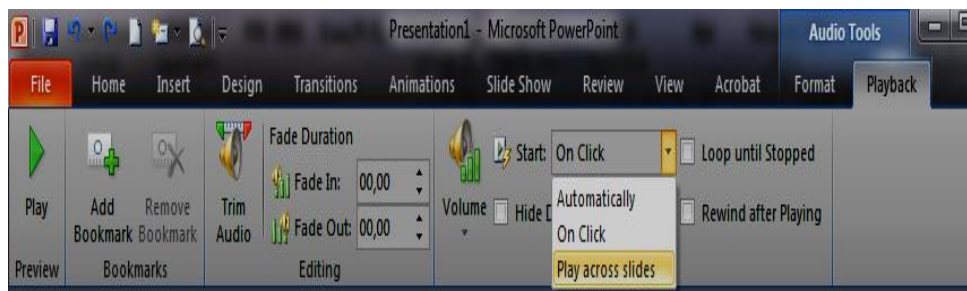 P
Presentation1 - Microsoft PowerPoint
Audio Tools
File Home Insert Design Transitions Animations Slide Show Review View Acrobat Format Playback
Play
Preview
Add Bookmark
Remove Bookmark
Bookmarks
Trim Audio
Fade Duration
Fade In: 00,00
Fade Out: 00,00
Editing
Volume
Start: On Click
Hide D
Automatically
On Click
Play across slides
Loop until Stopped
Rewind after Playing